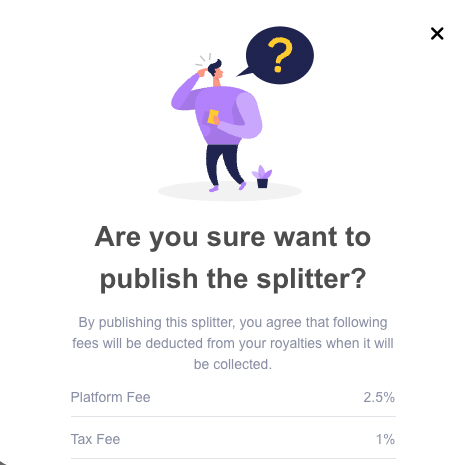 ?
Are you sure want to
publish the splitter?
By publishing this splitter, you agree that following
fees will be deducted from your royalties when it will
be collected.
Platform Fee 2.5%
Tax Fee 1%